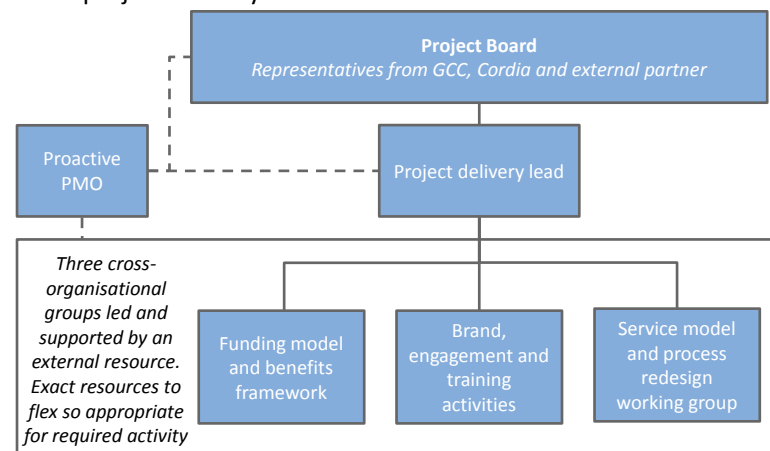 Project Board
Representatives from GCC, Cordia and external partner
Proactive
PMO
Project delivery lead
Three cross-
organisational
groups led and
supported by an
external resource.
Exact resources to
flex so appropriate
for required activity
Funding model
and benefits
framework
Brand,
engagement and
training
activities
Service model
and process
redesign
working group